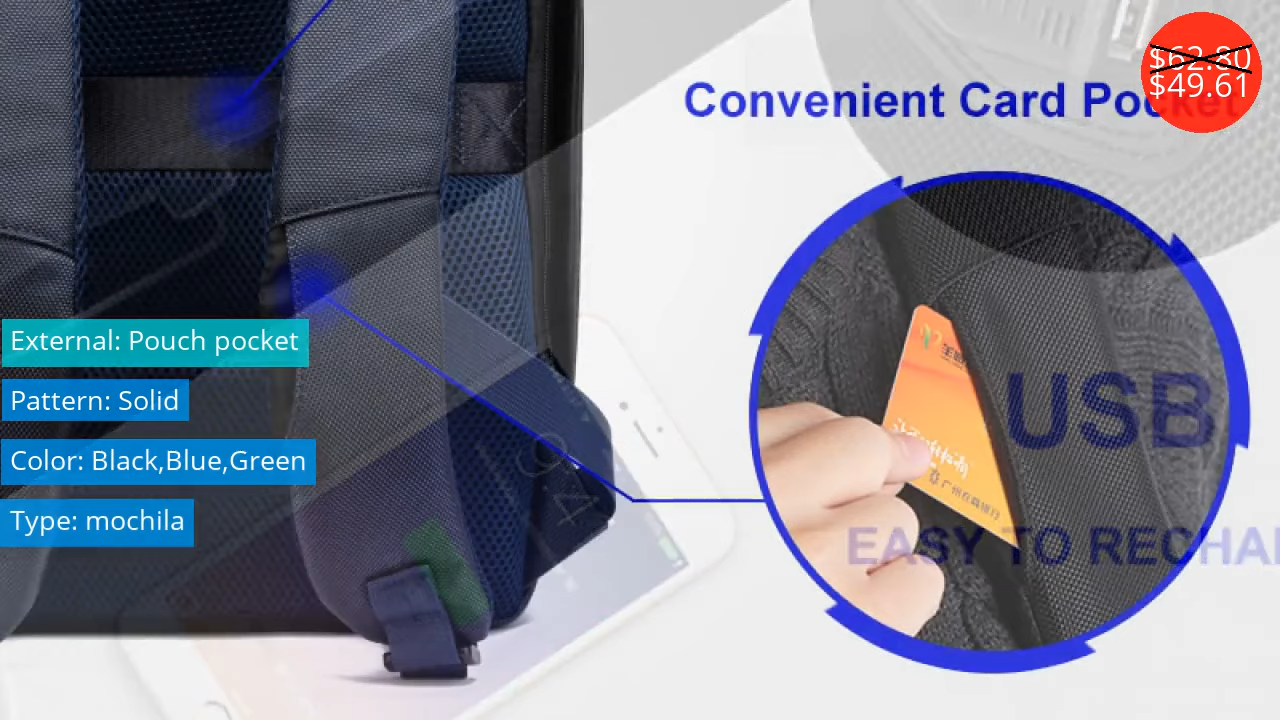 $62.80
$49.61
Convenient Card Pocket
USB
EASY TO RECHA
External: Pouch pocket
Pattern: Solid
Color: Black,Blue,Green
Type: mochila